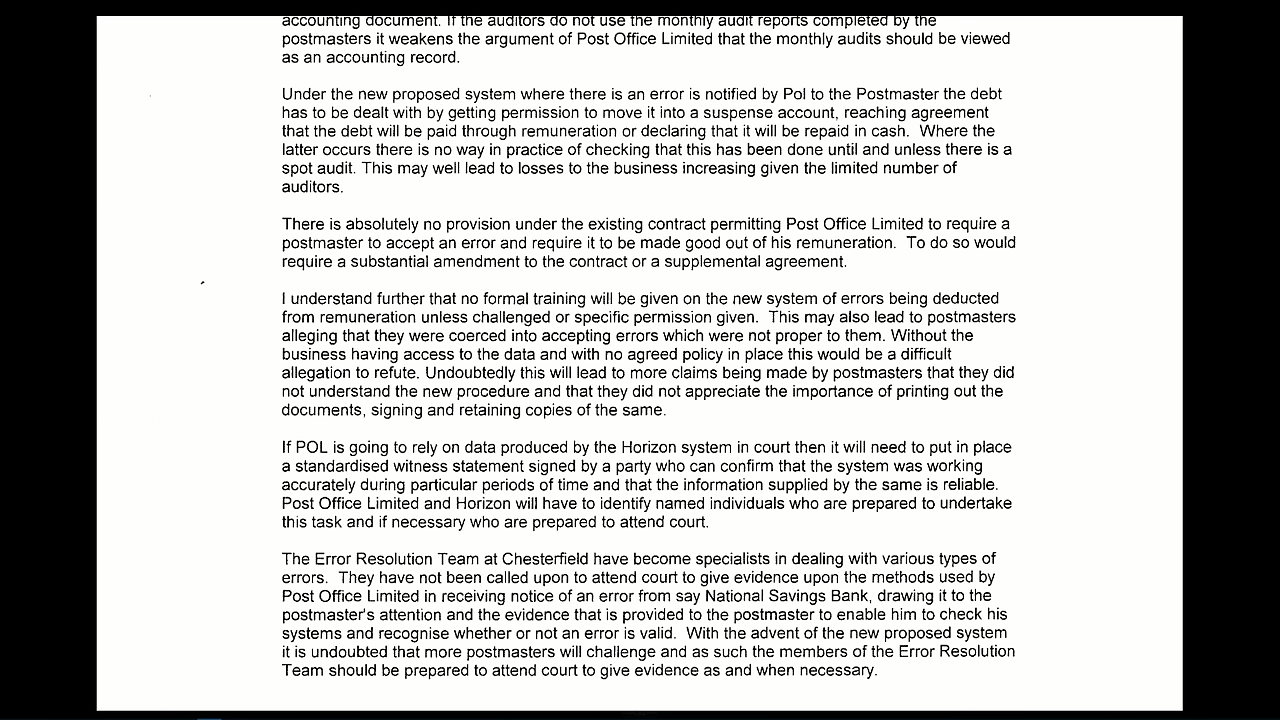 accounting document. If the auditors do not use the monthly audit reports completed by the
postmasters it weakens the argument of Post Office Limited that the monthly audits should be viewed
as an accounting record.
Under the new proposed system where there is an error is notified by Pol to the Postmaster the debt
has to be dealt with by getting permission to move it into a suspense account, reaching agreement
that the debt will be paid through remuneration or declaring that it will be repaid in cash.  Where the
latter occurs there is no way in practice of checking that this has been done until and unless there is a
spot audit. This may well lead to losses to the business increasing given the limited number of
auditors.
There is absolutely no provision under the existing contract permitting Post Office Limited to require a
postmaster to accept an error and require it to be made good out of his remuneration.  To do so would
require a substantial amendment to the contract or a supplemental agreement.
I understand further that no formal training will be given on the new system of errors being deducted
from remuneration unless challenged or specific permission given.  This may also lead to postmasters
alleging that they were coerced into accepting errors which were not proper to them. Without the
business having access to the data and with no agreed policy in place this would be a difficult
allegation to refute. Undoubtedly this will lead to more claims being made by postmasters that they did
not understand the new procedure and that they did not appreciate the importance of printing out the
documents, signing and retaining copies of the same.
If POL is going to rely on data produced by the Horizon system in court then it will need to put in place
a standardised witness statement signed by a party who can confirm that the system was working
accurately during particular periods of time and that the information supplied by the same is reliable.
Post Office Limited and Horizon will have to identify named individuals who are prepared to undertake
this task and if necessary who are prepared to attend court.
The Error Resolution Team at Chesterfield have become specialists in dealing with various types of
errors.  They have not been called upon to attend court to give evidence upon the methods used by
Post Office Limited in receiving notice of an error from say National Savings Bank, drawing it to the
postmaster's attention and the evidence that is provided to the postmaster to enable him to check his
systems and recognise whether or not an error is valid.  With the advent of the new proposed system
it is undoubted that more postmasters will challenge and as such the members of the Error Resolution
Team should be prepared to attend court to give evidence as and when necessary.